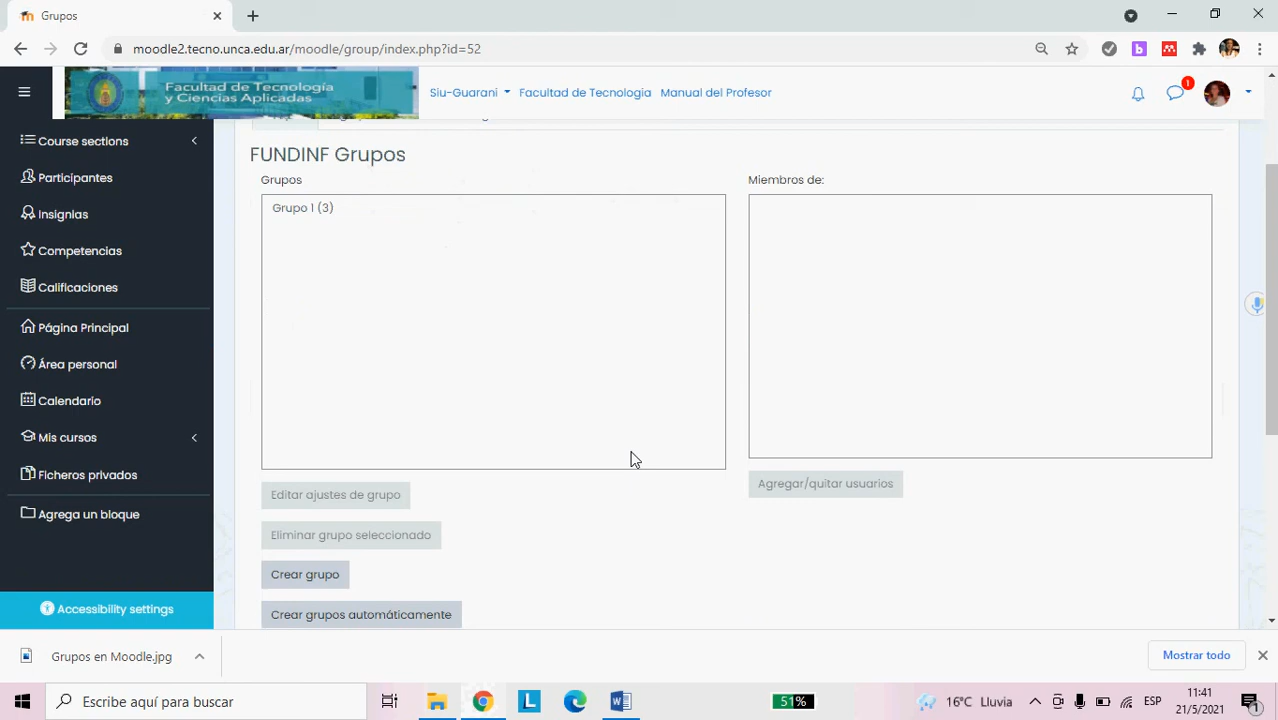 Grupos
moodle2.tecno.unca.edu.ar/moodle/group/index.php?id=52
Facultad de Tecnología
y Ciencias Aplicadas
Siu-Guarani
Facultad de Tecnologia
Manual del Profesor
1
Course sections
Participantes
Insignias
Competencias
Calificaciones
Página Principal
Área personal
Calendario
Mis cursos
Ficheros privados
Agrega un bloque
Accessibility settings
FUNDINF Grupos
Grupos
Miembros de:
Grupo 1 (3)
Editar ajustes de grupo
Agregar/quitar usuarios
Eliminar grupo seleccionado
Crear grupo
Crear grupos automáticamente
Grupos en Moodle.jpg
Mostrar todo
Escribe aquí para buscar
51%
16°C Lluvia
ESP
11:41
21/5/2021
1